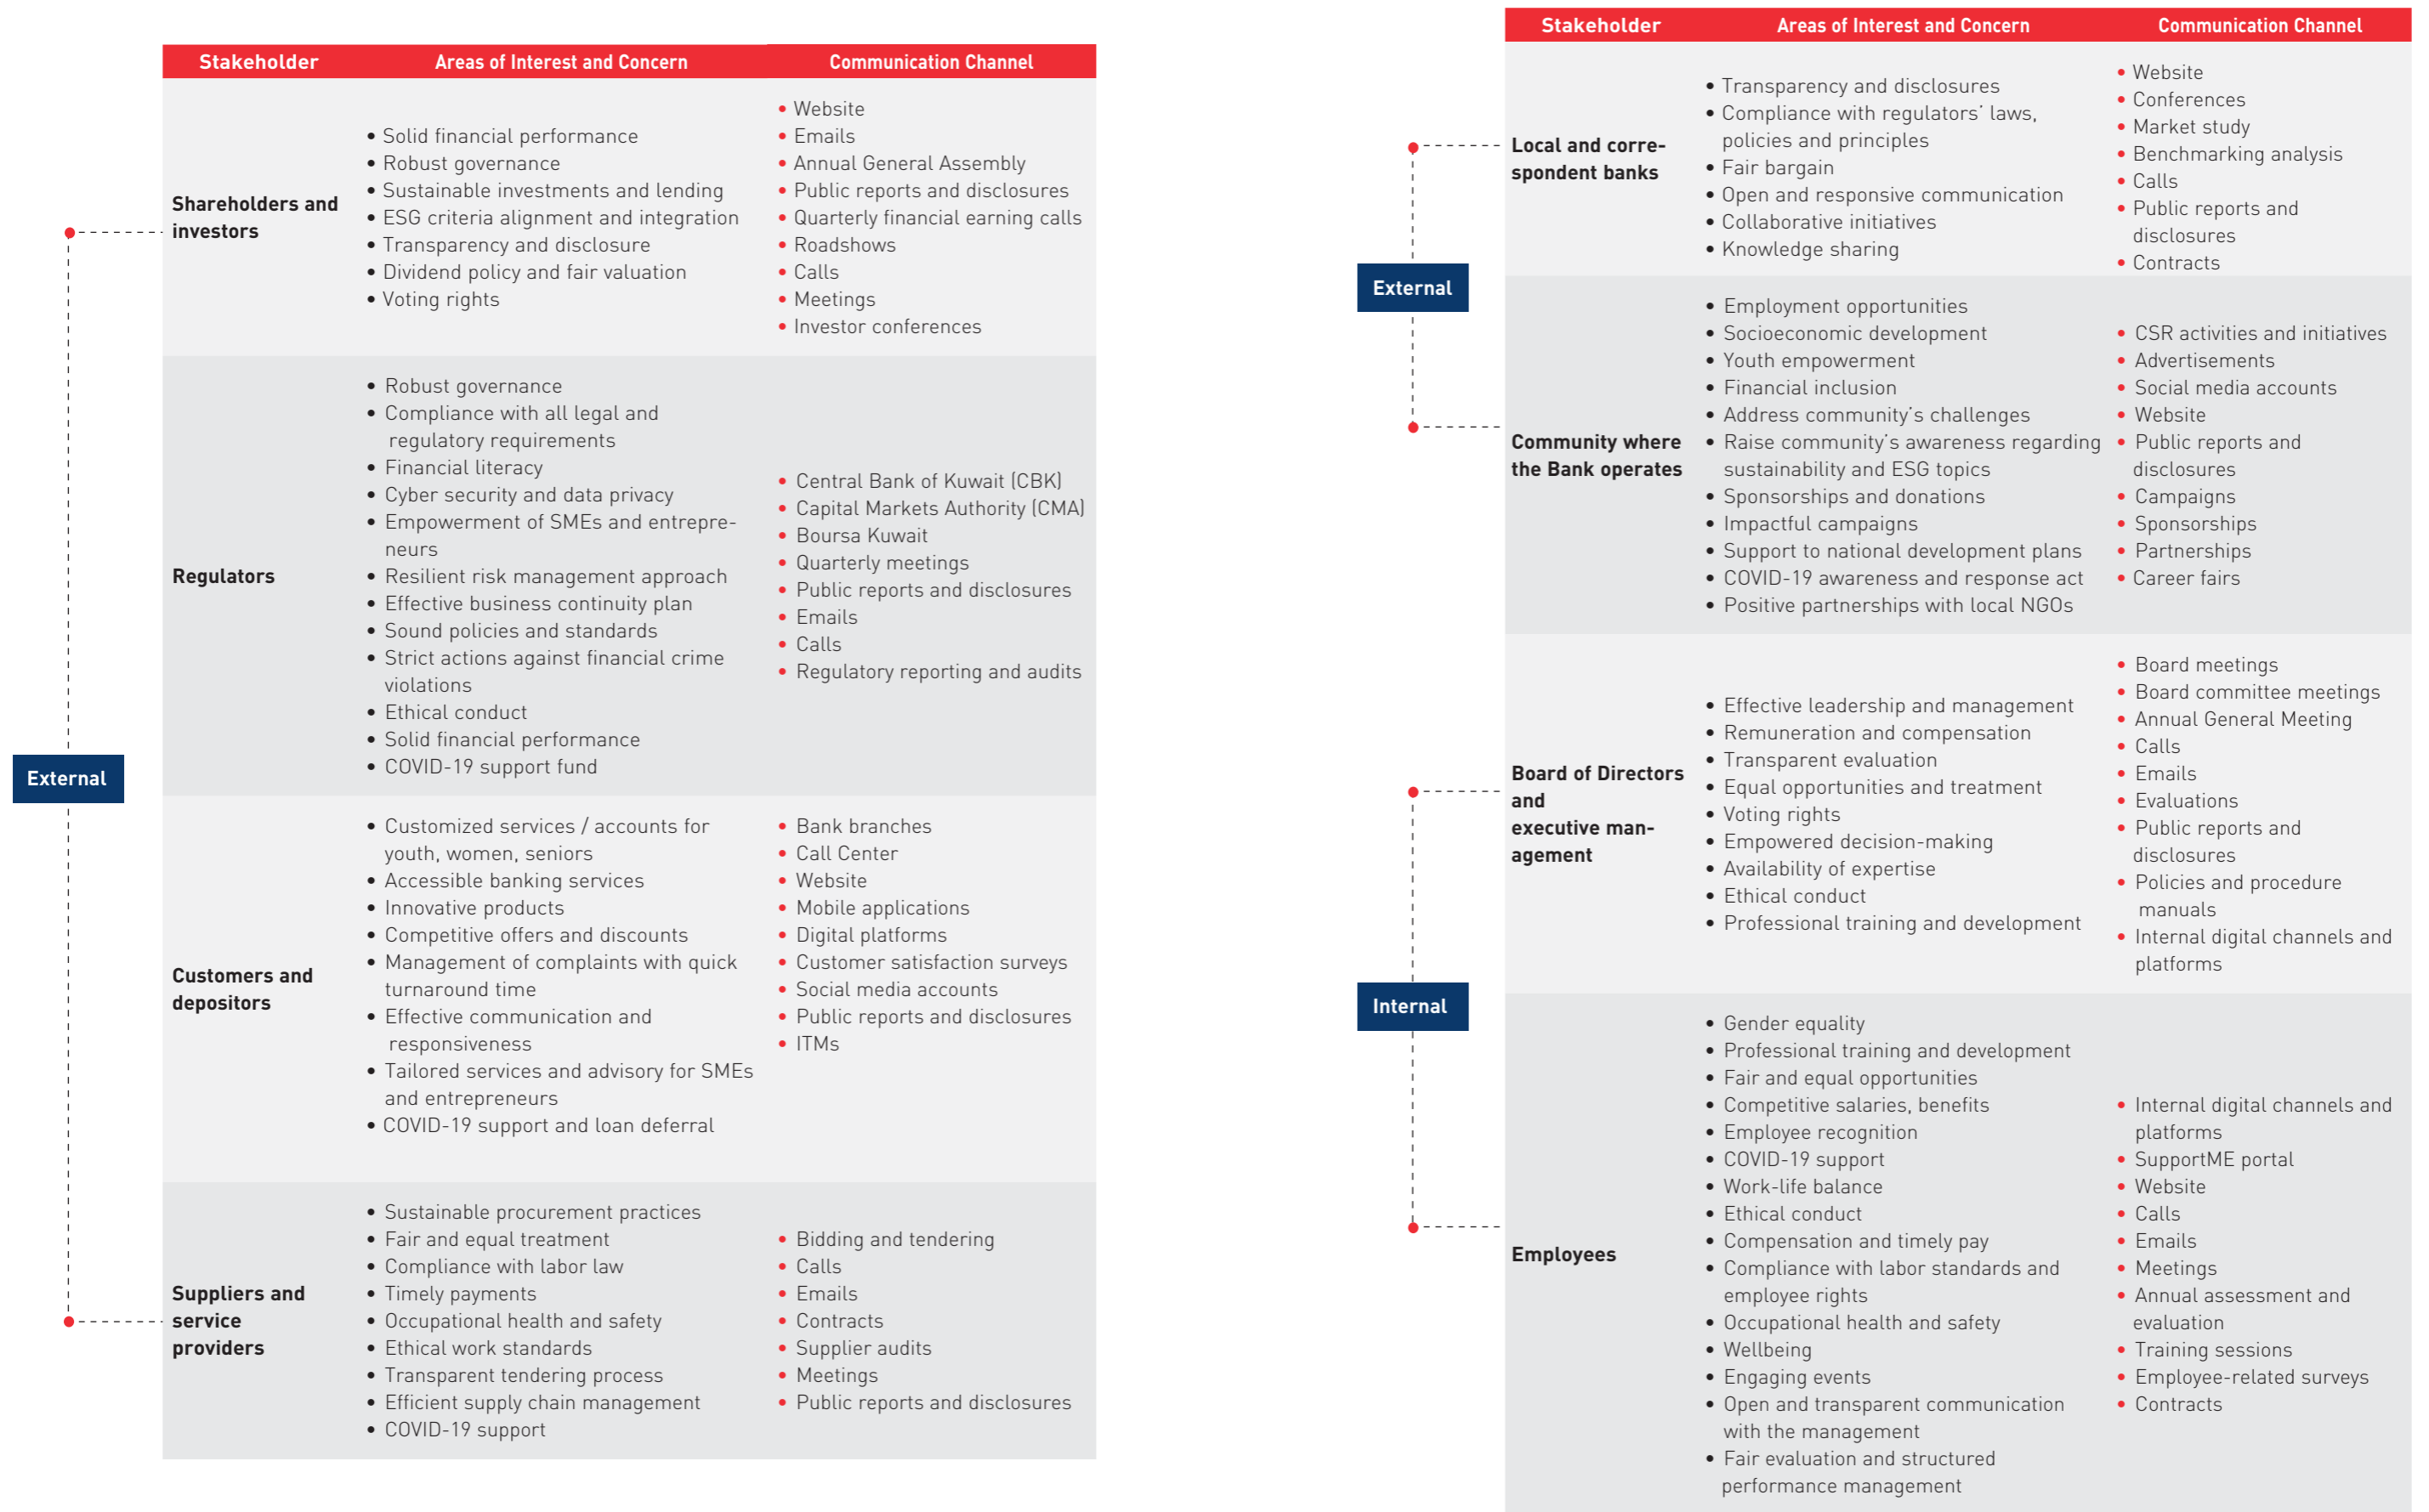 Stakeholder Areas of Interest and Concern Communication Channel
External
Shareholders and
investors
• Solid financial performance
• Robust governance
• Sustainable investments and lending
• ESG criteria alignment and integration
• Transparency and disclosure
• Dividend policy and fair valuation
• Voting rights
• Website
• Emails
• Annual General Assembly
• Public reports and disclosures
• Quarterly financial earning calls
• Roadshows
• Calls
• Meetings
• Investor conferences
Regulators
• Robust governance
• Compliance with all legal and
regulatory requirements
• Financial literacy
• Cyber security and data privacy
• Empowerment of SMEs and entrepre-
neurs
• Resilient risk management approach
• Effective business continuity plan
• Sound policies and standards
• Strict actions against financial crime
violations
• Ethical conduct
• Solid financial performance
• COVID-19 support fund
• Central Bank of Kuwait (CBK)
• Capital Markets Authority (CMA)
• Boursa Kuwait
• Quarterly meetings
• Public reports and disclosures
• Emails
• Calls
• Regulatory reporting and audits
Customers and
depositors
• Customized services / accounts for
youth, women, seniors
• Accessible banking services
• Innovative products
• Competitive offers and discounts
• Management of complaints with quick
turnaround time
• Effective communication and
responsiveness
• Tailored services and advisory for SMEs
and entrepreneurs
• COVID-19 support and loan deferral
• Bank branches
• Call Center
• Website
• Mobile applications
• Digital platforms
• Customer satisfaction surveys
• Social media accounts
• Public reports and disclosures
• ITMs
Suppliers and
service
providers
• Sustainable procurement practices
• Fair and equal treatment
• Compliance with labor law
• Timely payments
• Occupational health and safety
• Ethical work standards
• Transparent tendering process
• Efficient supply chain management
• COVID-19 support
• Bidding and tendering
• Calls
• Emails
• Contracts
• Supplier audits
• Meetings
• Public reports and disclosures
Stakeholder Areas of Interest and Concern Communication Channel
External
Local and corre-
spondent banks
• Transparency and disclosures
• Compliance with regulators' laws,
policies and principles
• Fair bargain
• Open and responsive communication
• Collaborative initiatives
• Knowledge sharing
• Website
• Conferences
• Market study
• Benchmarking analysis
• Calls
• Public reports and
disclosures
• Contracts
Community where
the Bank operates
• Employment opportunities
• Socioeconomic development
• Youth empowerment
• Financial inclusion
• Address community's challenges
• Raise community's awareness regarding
sustainability and ESG topics
• Sponsorships and donations
• Impactful campaigns
• Support to national development plans
• COVID-19 awareness and response act
• Positive partnerships with local NGOs
• CSR activities and initiatives
• Advertisements
• Social media accounts
• Website
• Public reports and
disclosures
• Campaigns
• Sponsorships
• Partnerships
• Career fairs
Internal
Board of Directors
and
executive man-
agement
• Effective leadership and management
• Remuneration and compensation
• Transparent evaluation
• Equal opportunities and treatment
• Voting rights
• Empowered decision-making
• Availability of expertise
• Ethical conduct
• Professional training and development
• Board meetings
• Board committee meetings
• Annual General Meeting
• Calls
• Emails
• Evaluations
• Public reports and
disclosures
• Policies and procedure
manuals
• Internal digital channels and
platforms
Employees
• Gender equality
• Professional training and development
• Fair and equal opportunities
• Competitive salaries, benefits
• Employee recognition
• COVID-19 support
• Work-life balance
• Ethical conduct
• Compensation and timely pay
• Compliance with labor standards and
employee rights
• Occupational health and safety
• Wellbeing
• Engaging events
• Open and transparent communication
with the management
• Fair evaluation and structured
performance management
• Internal digital channels and
platforms
• SupportME portal
• Website
• Calls
• Emails
• Meetings
• Annual assessment and
evaluation
• Training sessions
• Employee-related surveys
• Contracts